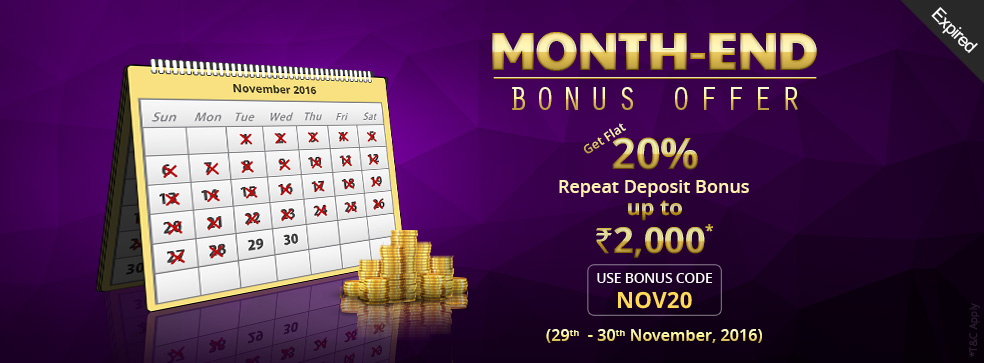 Expired
MONTH-END
BONUS OFFER
Get Flat
20%
Repeat Deposit Bonus
up to
₹2,000*
USE BONUS CODE
NOV20
(29th - 30th November, 2016)
*T&C Apply
November 2016
Sun Mon Tue Wed Thu Fri Sat
1 2 3 4 5
6 7 8 9 10 11 12
13 14 15 16 17 18 19
20 21 22 23 24 25 26
27 28 29 30
30